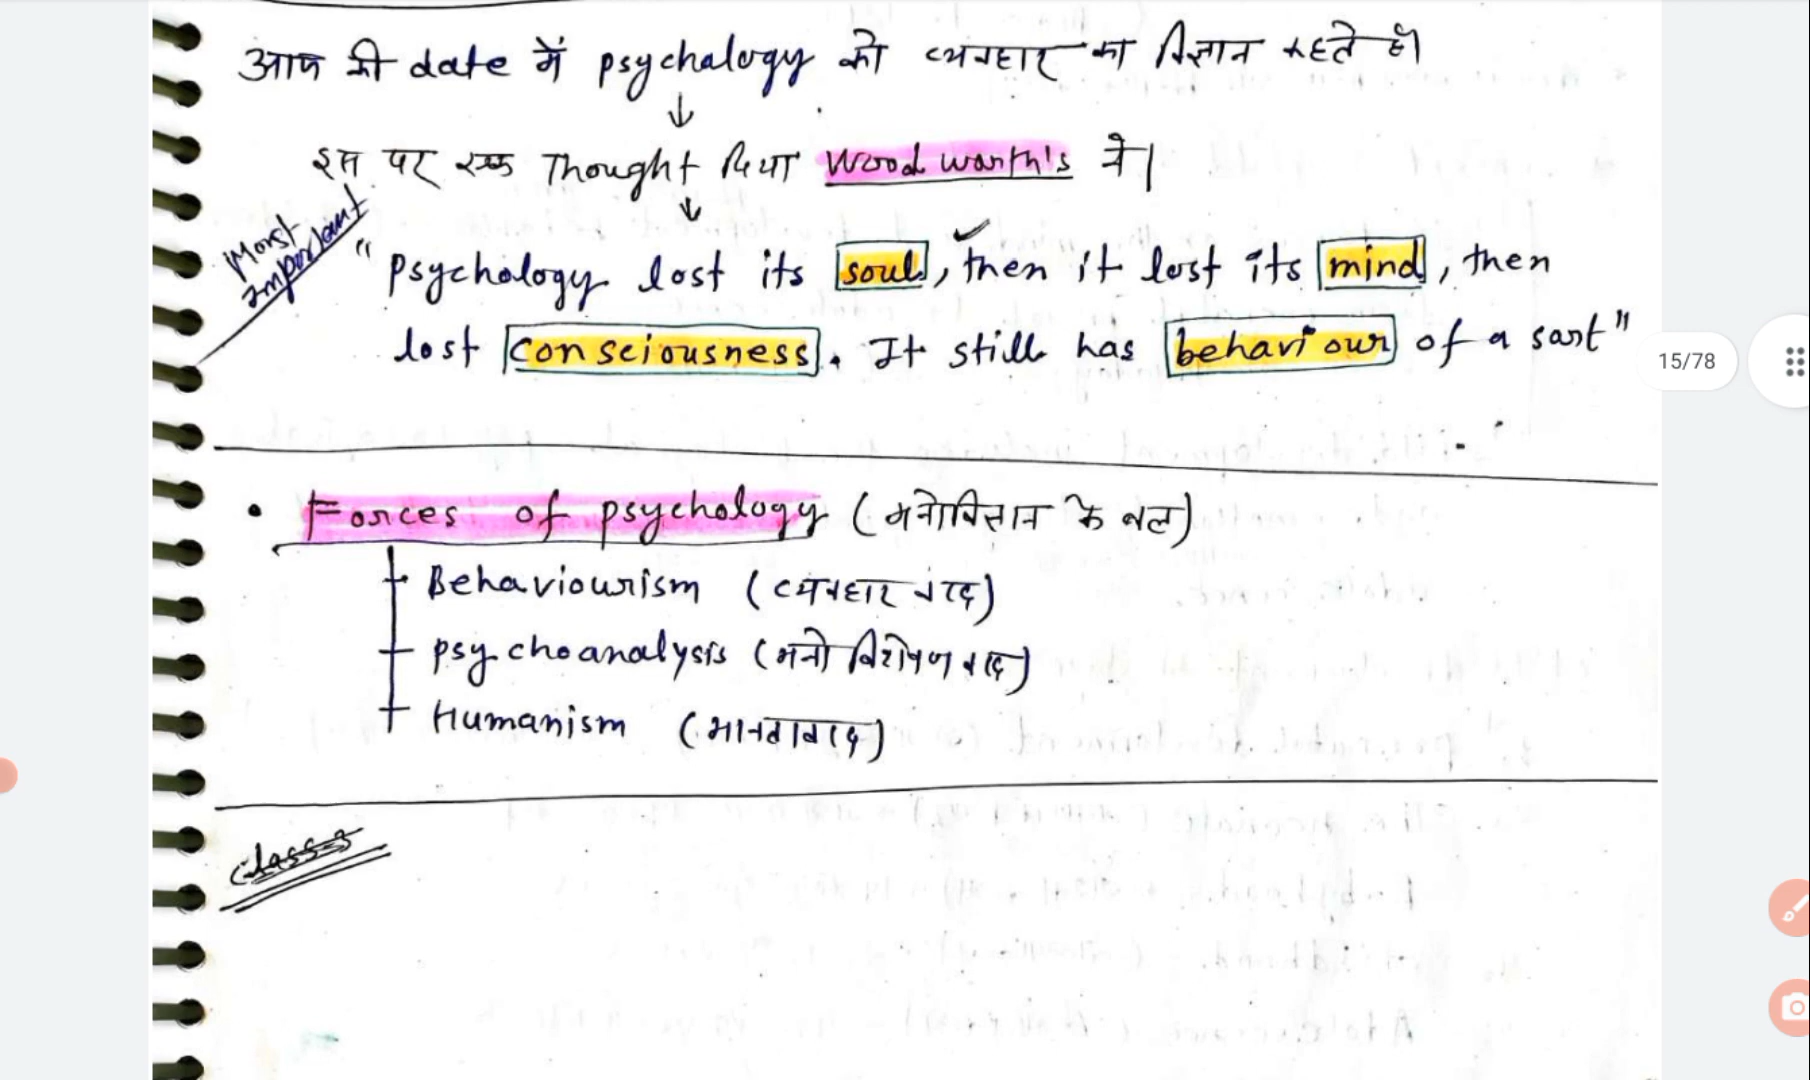 आज की date में psychology को व्यवहार का विज्ञान कहते हैं।
↓
इस पर एक Thought दिया Wood warth's ने।
↓
Most Important
"Psychology lost its soul, then it lost its mind, then
lost consciousness. It still has behaviour of a sort"
15/78
• Forces of psychology (मनोविज्ञान के बल)
Behaviourism (व्यवहारवाद)
psychoanalysis (मनोविश्लेषणवाद)
Humanism (मानवतावाद)
Class-3